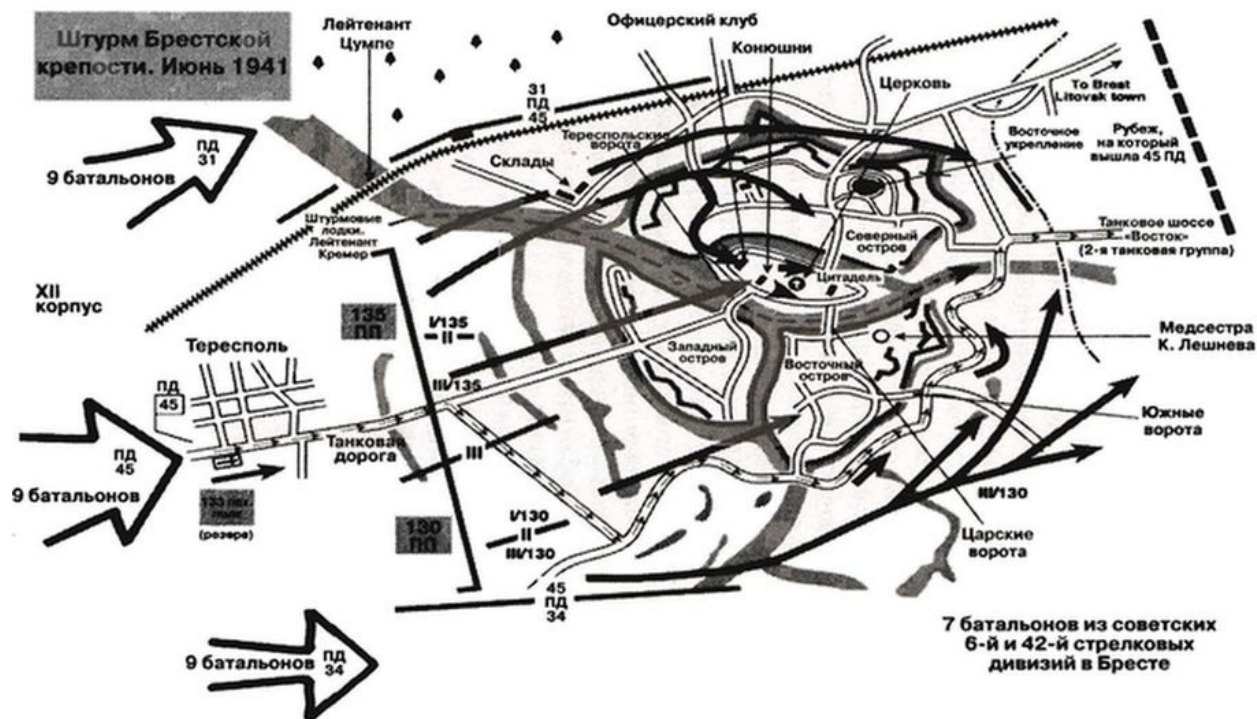 Штурм Брестской
крепости. Июнь 1941
Лейтенант
Цумпе
Офицерский клуб
Конюшни
Церковь
31
ПД
45
To Brest
Litovsk town
Тереспольские
ворота
Восточное
укрепление
Рубеж,
на который
вышла 45 ПД
ПД
31
9 батальонов
Склады
Штурмовые
лодки.
Лейтенант
Кремер
Северный
остров
Танковое шоссе
«Восток»
(2-я танковая группа)
Цитадель
XII
корпус
135
ПП
I/135
II
III/135
Западный
остров
Восточный
остров
Медсестра
К. Лешнева
Тересполь
ПД
45
Танковая
дорога
III
Южные
ворота
ПД
45
9 батальонов
(резерв)
130
ПП
I/130
II
III/130
III/130
Царские
ворота
45
ПД
34
9 батальонов
ПД
34
7 батальонов из советских
6-й и 42-й стрелковых
дивизий в Бресте